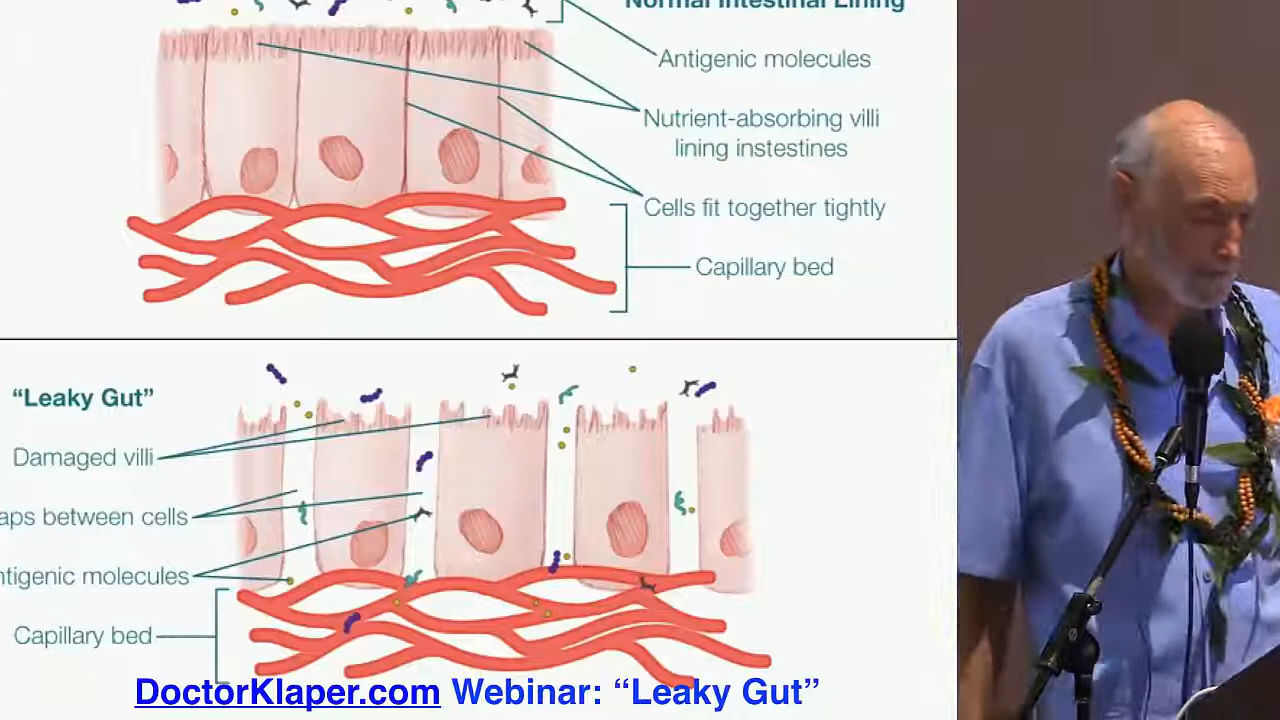 Normal Intestinal Lining
Antigenic molecules
Nutrient-absorbing villi
lining instestines
Cells fit together tightly
Capillary bed
“Leaky Gut”
Damaged villi
aps between cells
ntigenic molecules
Capillary bed
DoctorKlaper.com Webinar: “Leaky Gut”